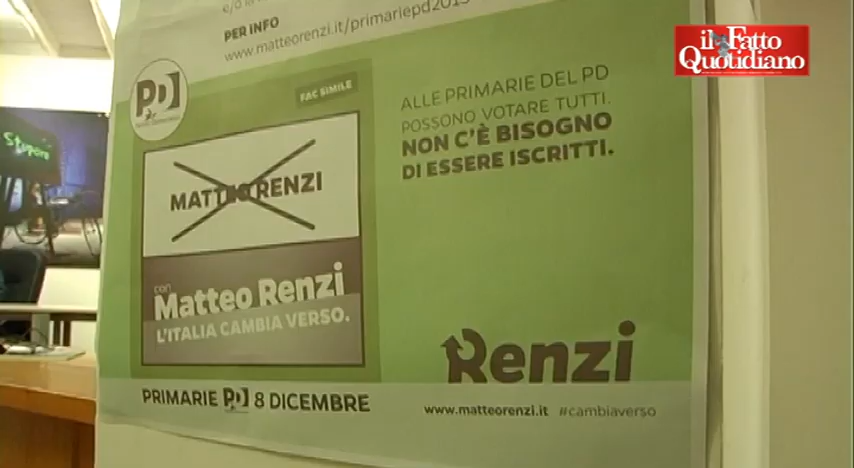 PER INFO
www.matteorenzi.it/primariepd2013
il Fatto
Quotidiano
PD
FAC SIMILE
MATTEO RENZI
con
Matteo Renzi
L'ITALIA CAMBIA VERSO.
PRIMARIE PD 8 DICEMBRE
ALLE PRIMARIE DEL PD
POSSONO VOTARE TUTTI.
NON C'È BISOGNO
DI ESSERE ISCRITTI.
Renzi
www.matteorenzi.it #cambiaverso
Stupore